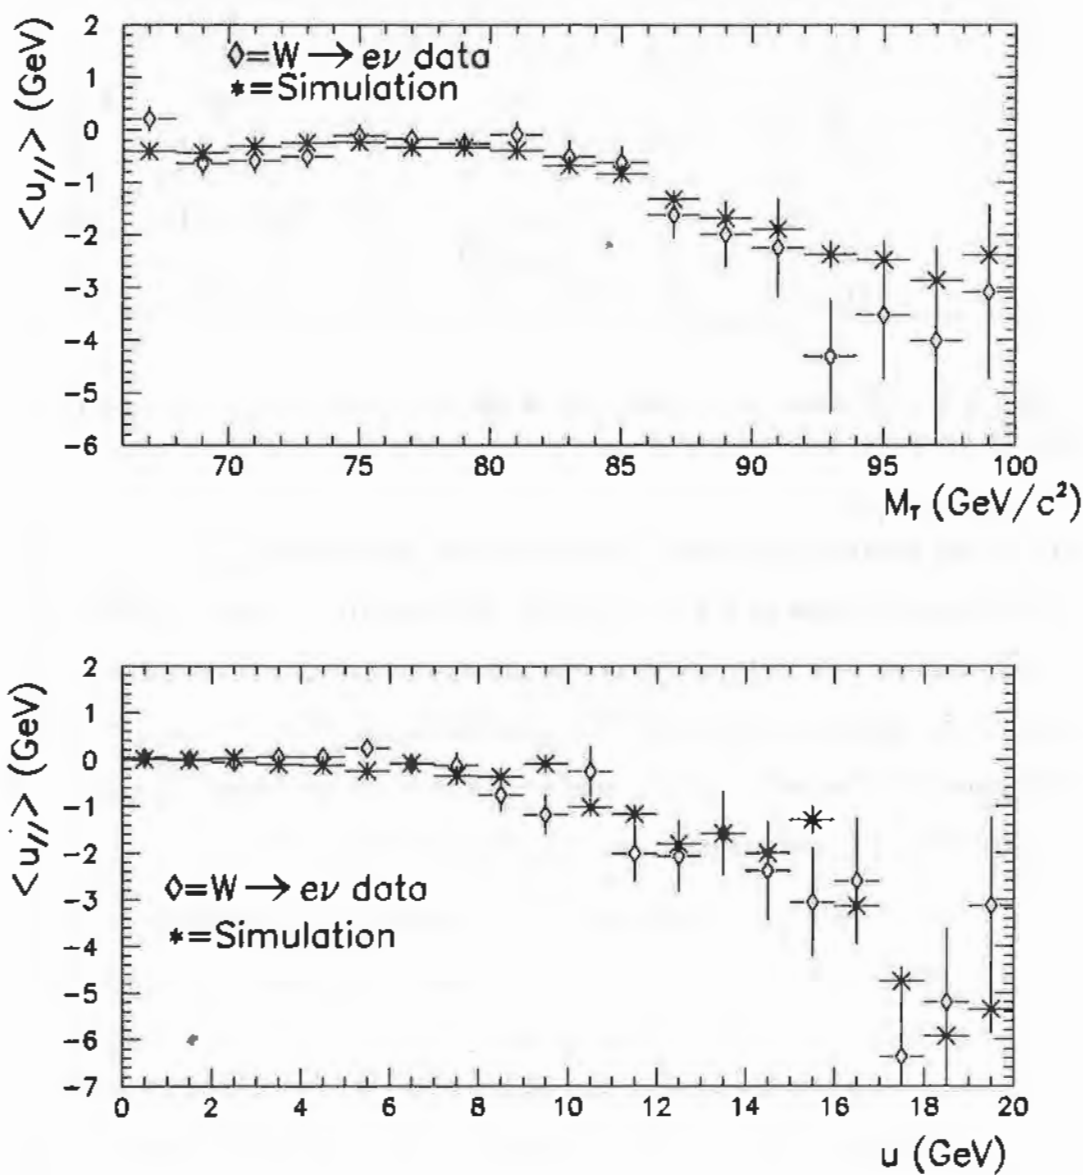 2
1
0
-1
-2
-3
-4
-5
-6
<u//> (GeV)
◇=W → eν data
*=Simulation
70 75 80 85 90 95 100
M_T (GeV/c²)
2
1
0
-1
-2
-3
-4
-5
-6
-7
<u//> (GeV)
◇=W → eν data
*=Simulation
0 2 4 6 8 10 12 14 16 18 20
u (GeV)